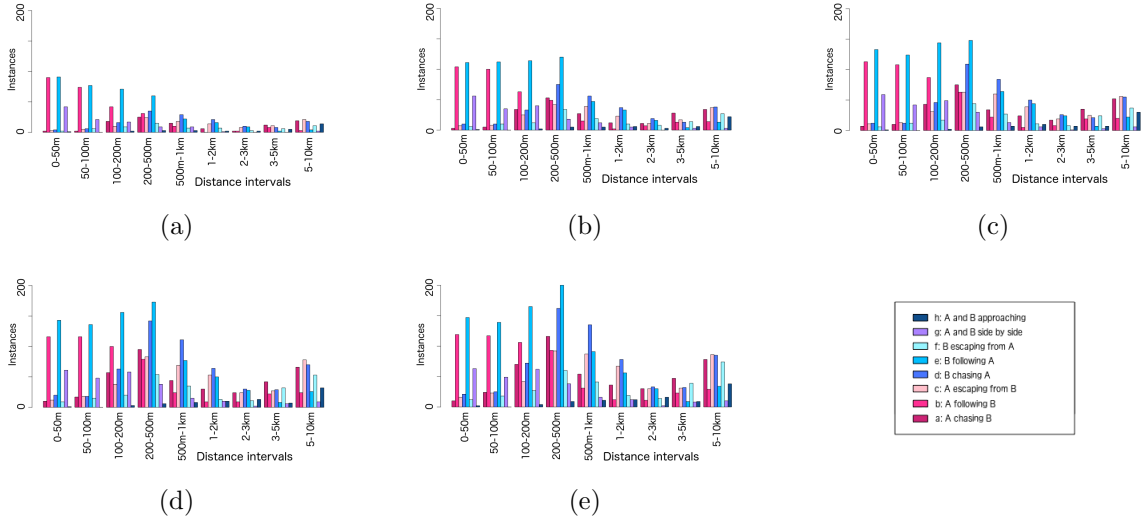 200
Instances
0
0-50m
50-100m
100-200m
200-500m
500m-1km
1-2km
2-3km
3-5km
5-10km
Distance intervals
(a)
200
Instances
0
0-50m
50-100m
100-200m
200-500m
500m-1km
1-2km
2-3km
3-5km
5-10km
Distance intervals
(b)
200
Instances
0
0-50m
50-100m
100-200m
200-500m
500m-1km
1-2km
2-3km
3-5km
5-10km
Distance intervals
(c)
200
Instances
0
0-50m
50-100m
100-200m
200-500m
500m-1km
1-2km
2-3km
3-5km
5-10km
Distance intervals
(d)
200
Instances
0
0-50m
50-100m
100-200m
200-500m
500m-1km
1-2km
2-3km
3-5km
5-10km
Distance intervals
(e)
h: A and B approaching
g: A and B side by side
f: B escaping from A
e: B following A
d: B chasing A
c: A escaping from B
b: A following B
a: A chasing B